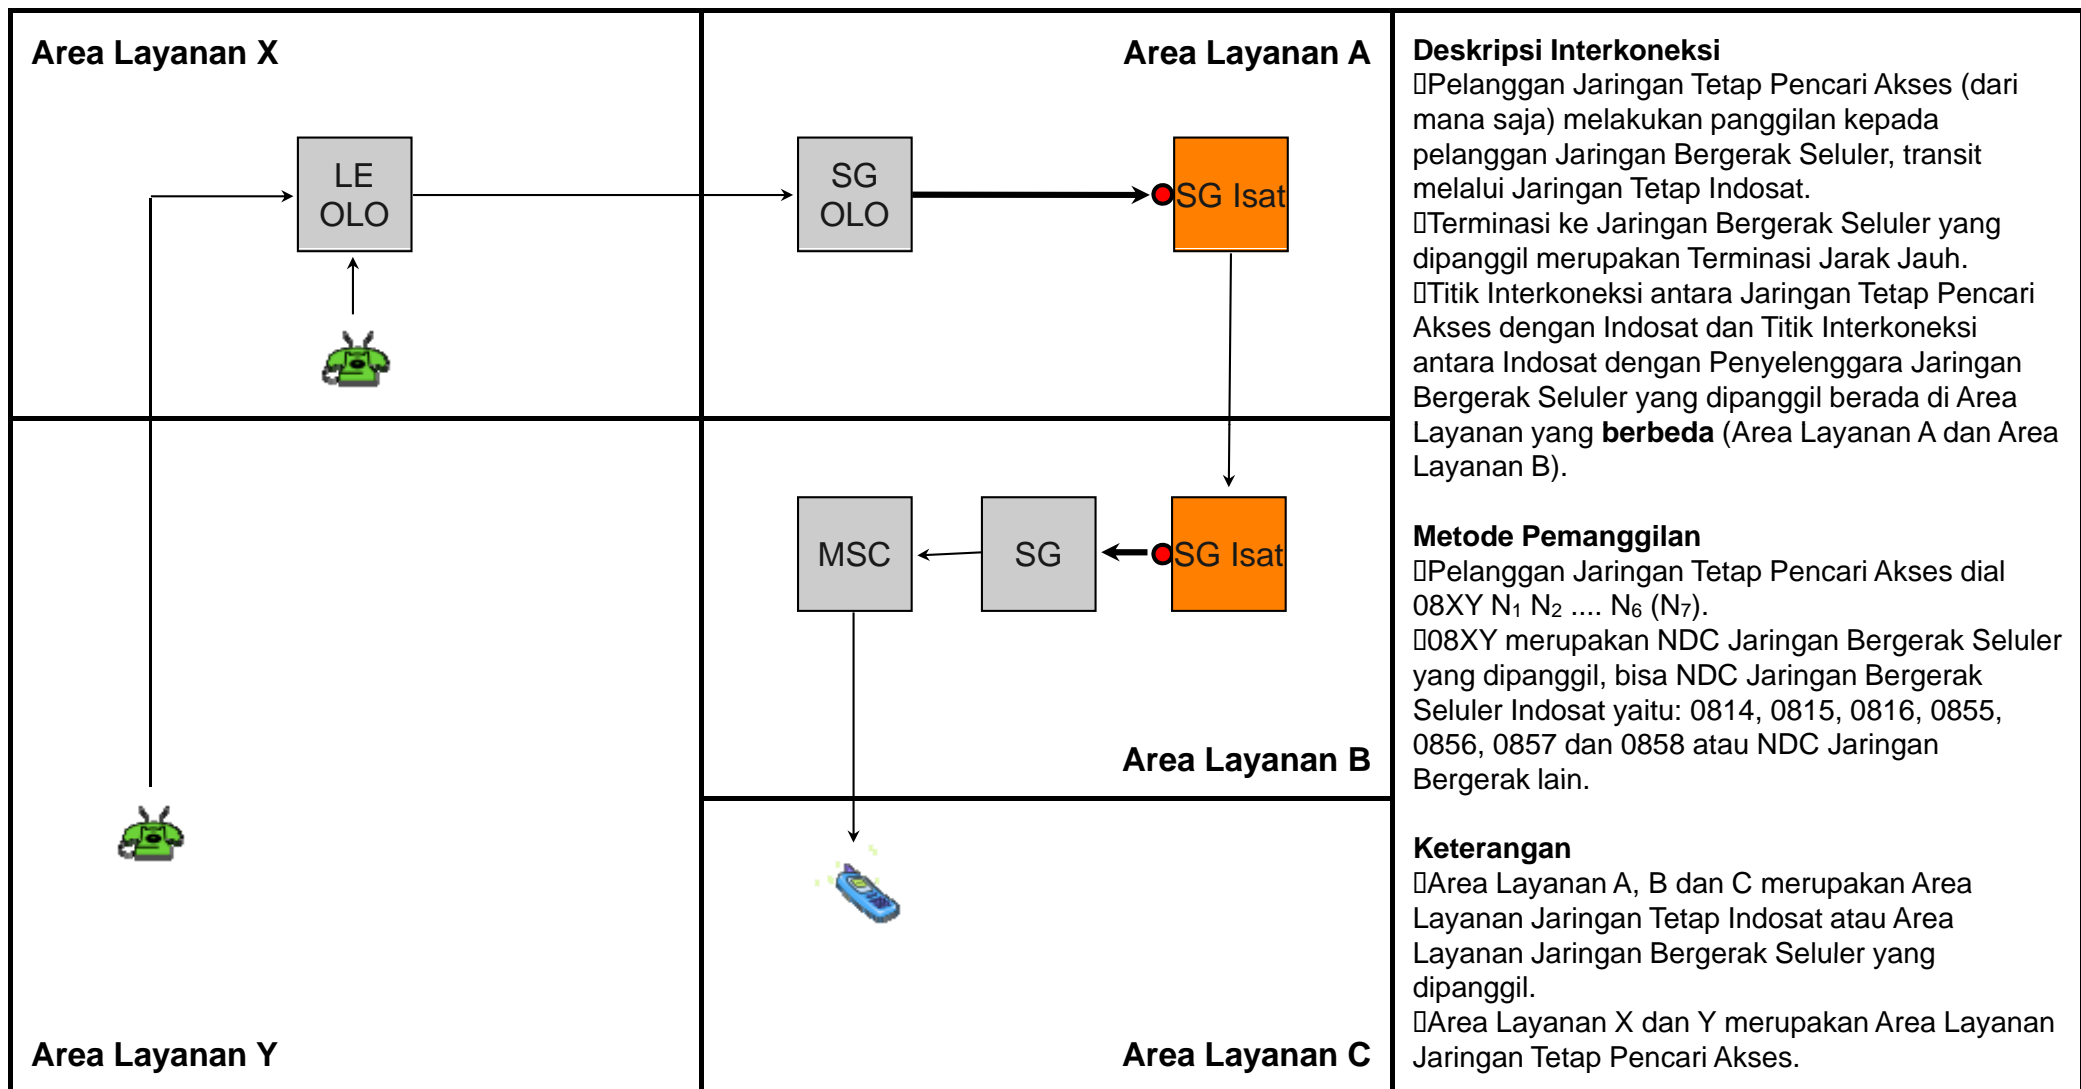 Area Layanan X
LE
OLO
Area Layanan A
SG
OLO
SG Isat
Area Layanan Y
MSC
SG
SG Isat
Area Layanan B
Area Layanan C
Deskripsi Interkoneksi
Pelanggan Jaringan Tetap Pencari Akses (dari
mana saja) melakukan panggilan kepada
pelanggan Jaringan Bergerak Seluler, transit
melalui Jaringan Tetap Indosat.
Terminasi ke Jaringan Bergerak Seluler yang
dipanggil merupakan Terminasi Jarak Jauh.
Titik Interkoneksi antara Jaringan Tetap Pencari
Akses dengan Indosat dan Titik Interkoneksi
antara Indosat dengan Penyelenggara Jaringan
Bergerak Seluler yang dipanggil berada di Area
Layanan yang berbeda (Area Layanan A dan Area
Layanan B).
Metode Pemanggilan
Pelanggan Jaringan Tetap Pencari Akses dial
08XY N₁ N₂ .... N₆ (N₇).
08XY merupakan NDC Jaringan Bergerak Seluler
yang dipanggil, bisa NDC Jaringan Bergerak
Seluler Indosat yaitu: 0814, 0815, 0816, 0855,
0856, 0857 dan 0858 atau NDC Jaringan
Bergerak lain.
Keterangan
Area Layanan A, B dan C merupakan Area
Layanan Jaringan Tetap Indosat atau Area
Layanan Jaringan Bergerak Seluler yang
dipanggil.
Area Layanan X dan Y merupakan Area Layanan
Jaringan Tetap Pencari Akses.